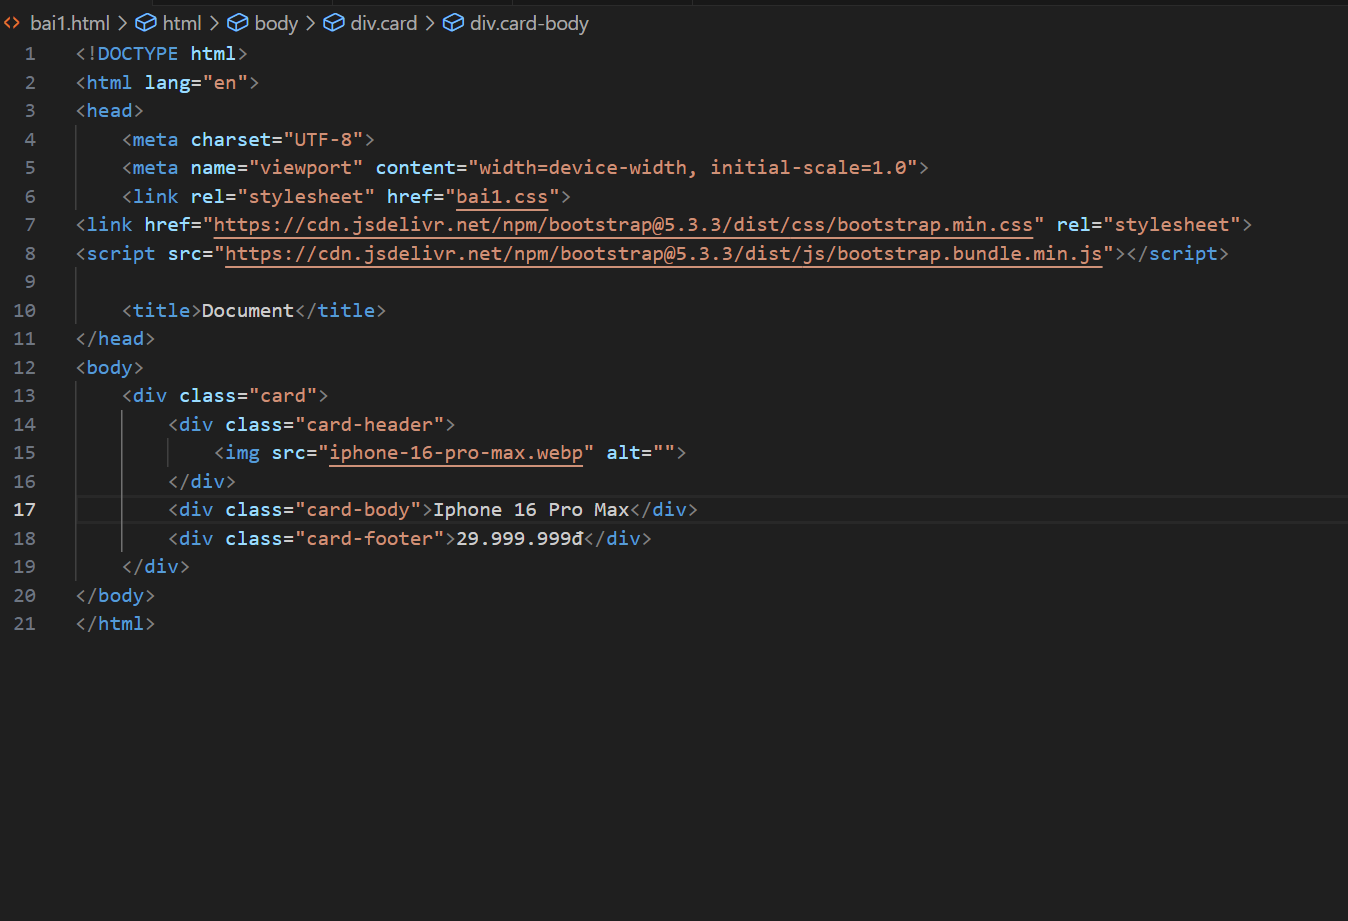 bai1.html > html > body > div.card > div.card-body
1 <!DOCTYPE html>
2 <html lang="en">
3 <head>
4     <meta charset="UTF-8">
5     <meta name="viewport" content="width=device-width, initial-scale=1.0">
6     <link rel="stylesheet" href="bai1.css">
7 <link href="https://cdn.jsdelivr.net/npm/bootstrap@5.3.3/dist/css/bootstrap.min.css" rel="stylesheet">
8 <script src="https://cdn.jsdelivr.net/npm/bootstrap@5.3.3/dist/js/bootstrap.bundle.min.js"></script>
9
10     <title>Document</title>
11 </head>
12 <body>
13     <div class="card">
14         <div class="card-header">
15             <img src="iphone-16-pro-max.webp" alt="">
16         </div>
17         <div class="card-body">Iphone 16 Pro Max</div>
18         <div class="card-footer">29.999.999đ</div>
19     </div>
20 </body>
21 </html>